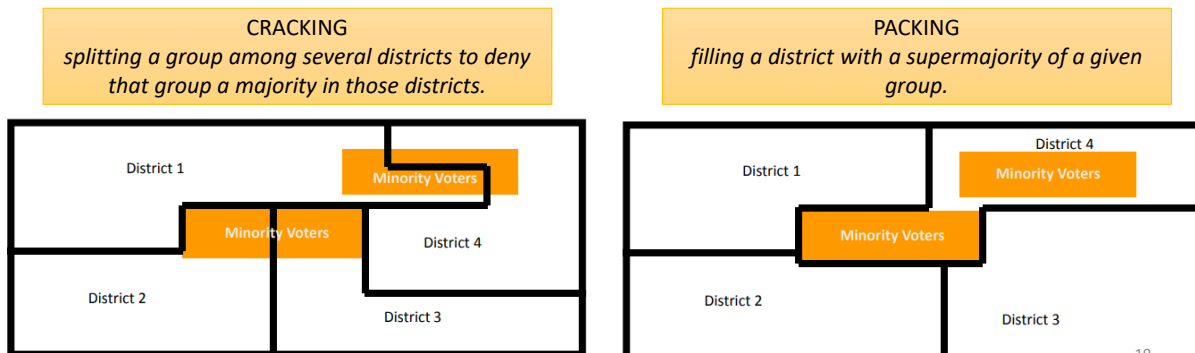 CRACKING
splitting a group among several districts to deny
that group a majority in those districts.
PACKING
filling a district with a supermajority of a given
group.
District 1
Minority Voters
Minority Voters
District 4
District 2
District 3
District 4
District 1
Minority Voters
Minority Voters
District 2
District 3